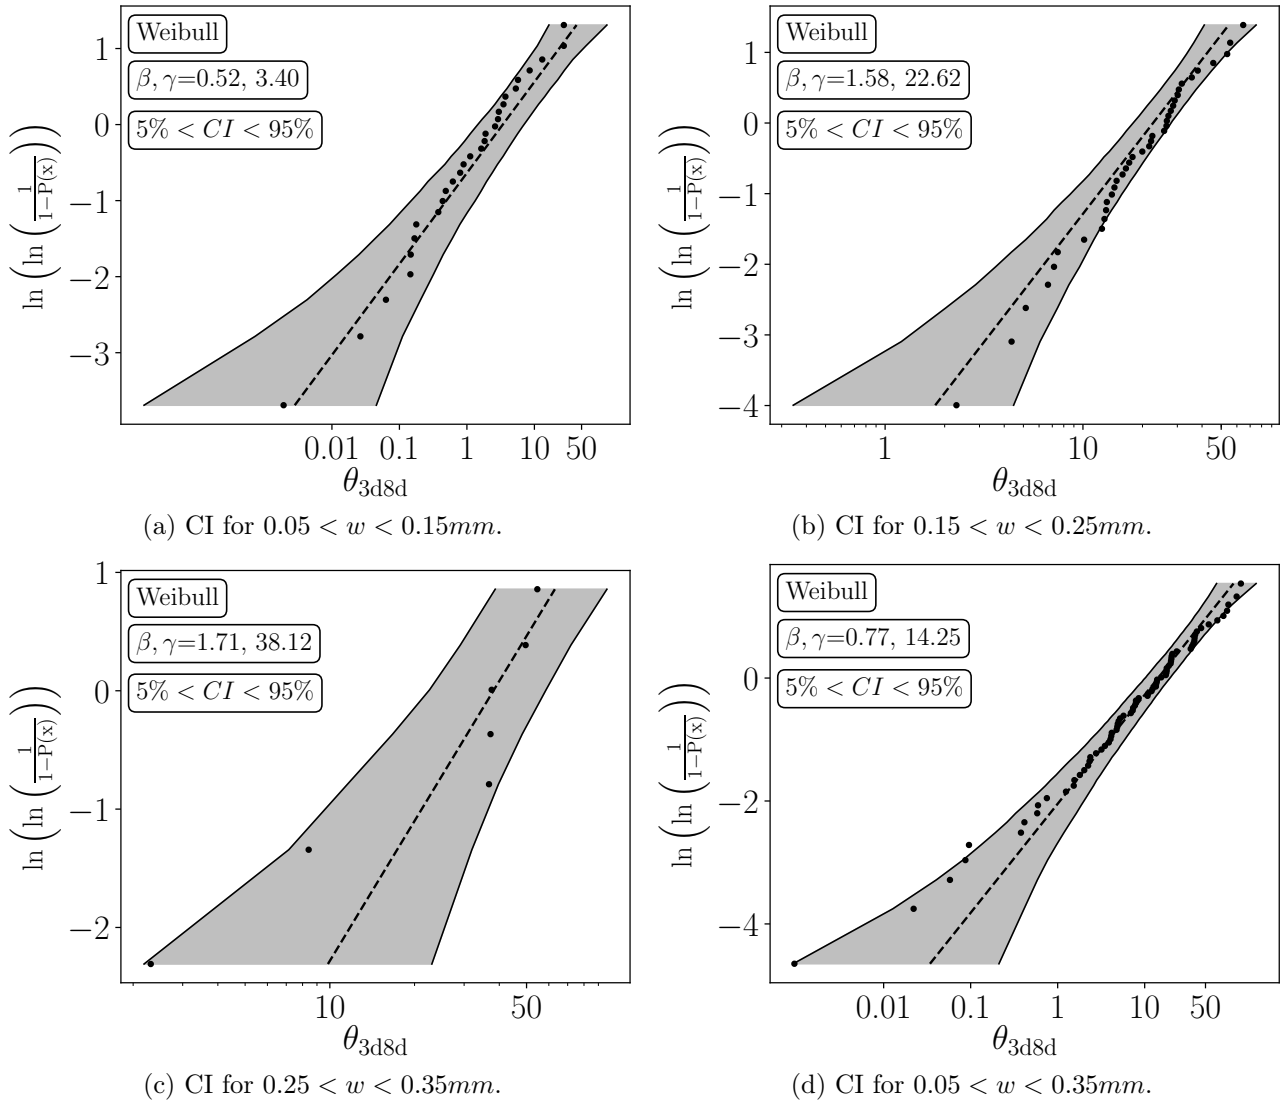 Weibull
β, γ=0.52, 3.40
5% < CI < 95%
1
0
−1
−2
−3
ln ( ln ( 1/1−P(x) ) )
0.01 0.1 1 10 50
θ3d8d
(a) CI for 0.05 < w < 0.15mm.
Weibull
β, γ=1.58, 22.62
5% < CI < 95%
1
0
−1
−2
−3
−4
ln ( ln ( 1/1−P(x) ) )
1 10 50
θ3d8d
(b) CI for 0.15 < w < 0.25mm.
Weibull
β, γ=1.71, 38.12
5% < CI < 95%
1
0
−1
−2
ln ( ln ( 1/1−P(x) ) )
10 50
θ3d8d
(c) CI for 0.25 < w < 0.35mm.
Weibull
β, γ=0.77, 14.25
5% < CI < 95%
0
−2
−4
ln ( ln ( 1/1−P(x) ) )
0.01 0.1 1 10 50
θ3d8d
(d) CI for 0.05 < w < 0.35mm.